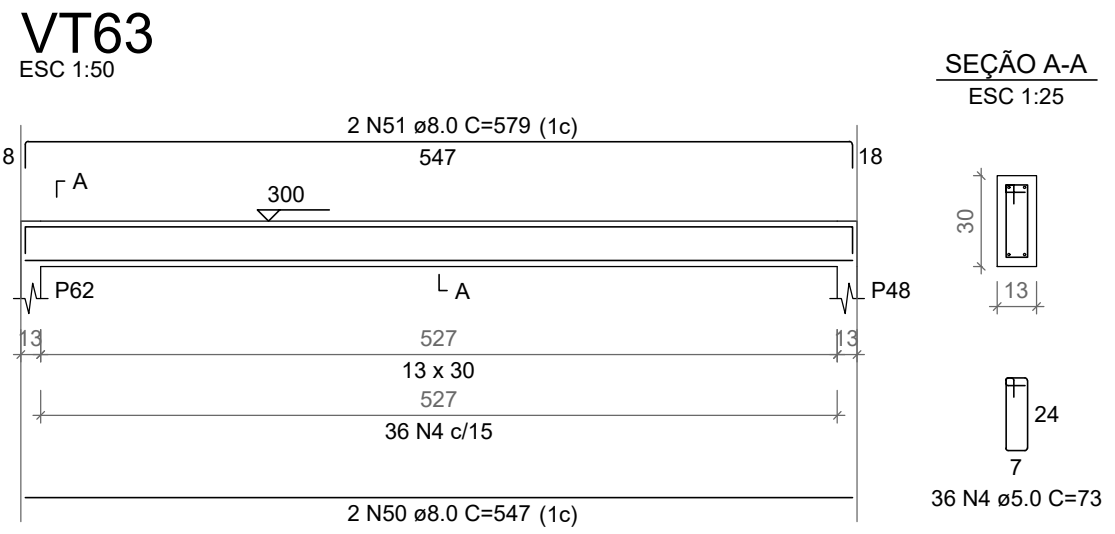 VT63
ESC 1:50
SEÇÃO A-A
ESC 1:25
2 N51 ø8.0 C=579 (1c)
8
547
18
A
300
30
P62
A
P48
13
13
527
13
13 x 30
527
36 N4 c/15
24
7
36 N4 ø5.0 C=73
2 N50 ø8.0 C=547 (1c)